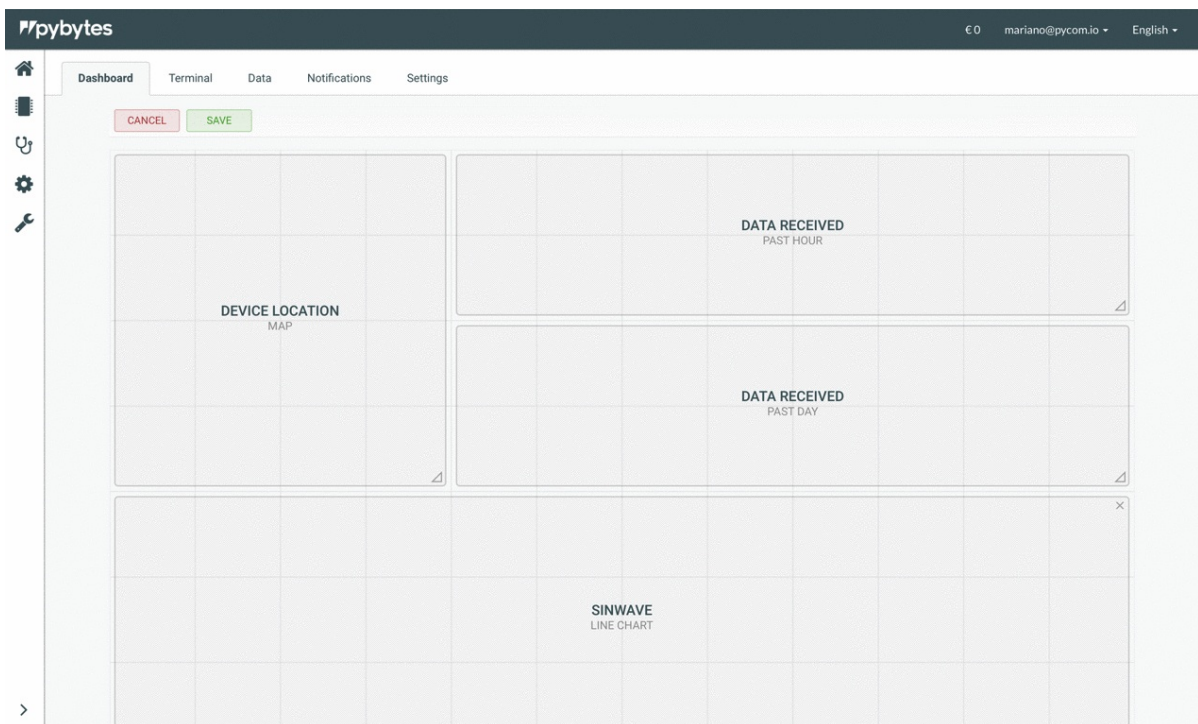 pybytes
€ 0 mariano@pycom.io English
Dashboard Terminal Data Notifications Settings
CANCEL SAVE
DATA RECEIVED
PAST HOUR
DEVICE LOCATION
MAP
DATA RECEIVED
PAST DAY
SINWAVE
LINE CHART